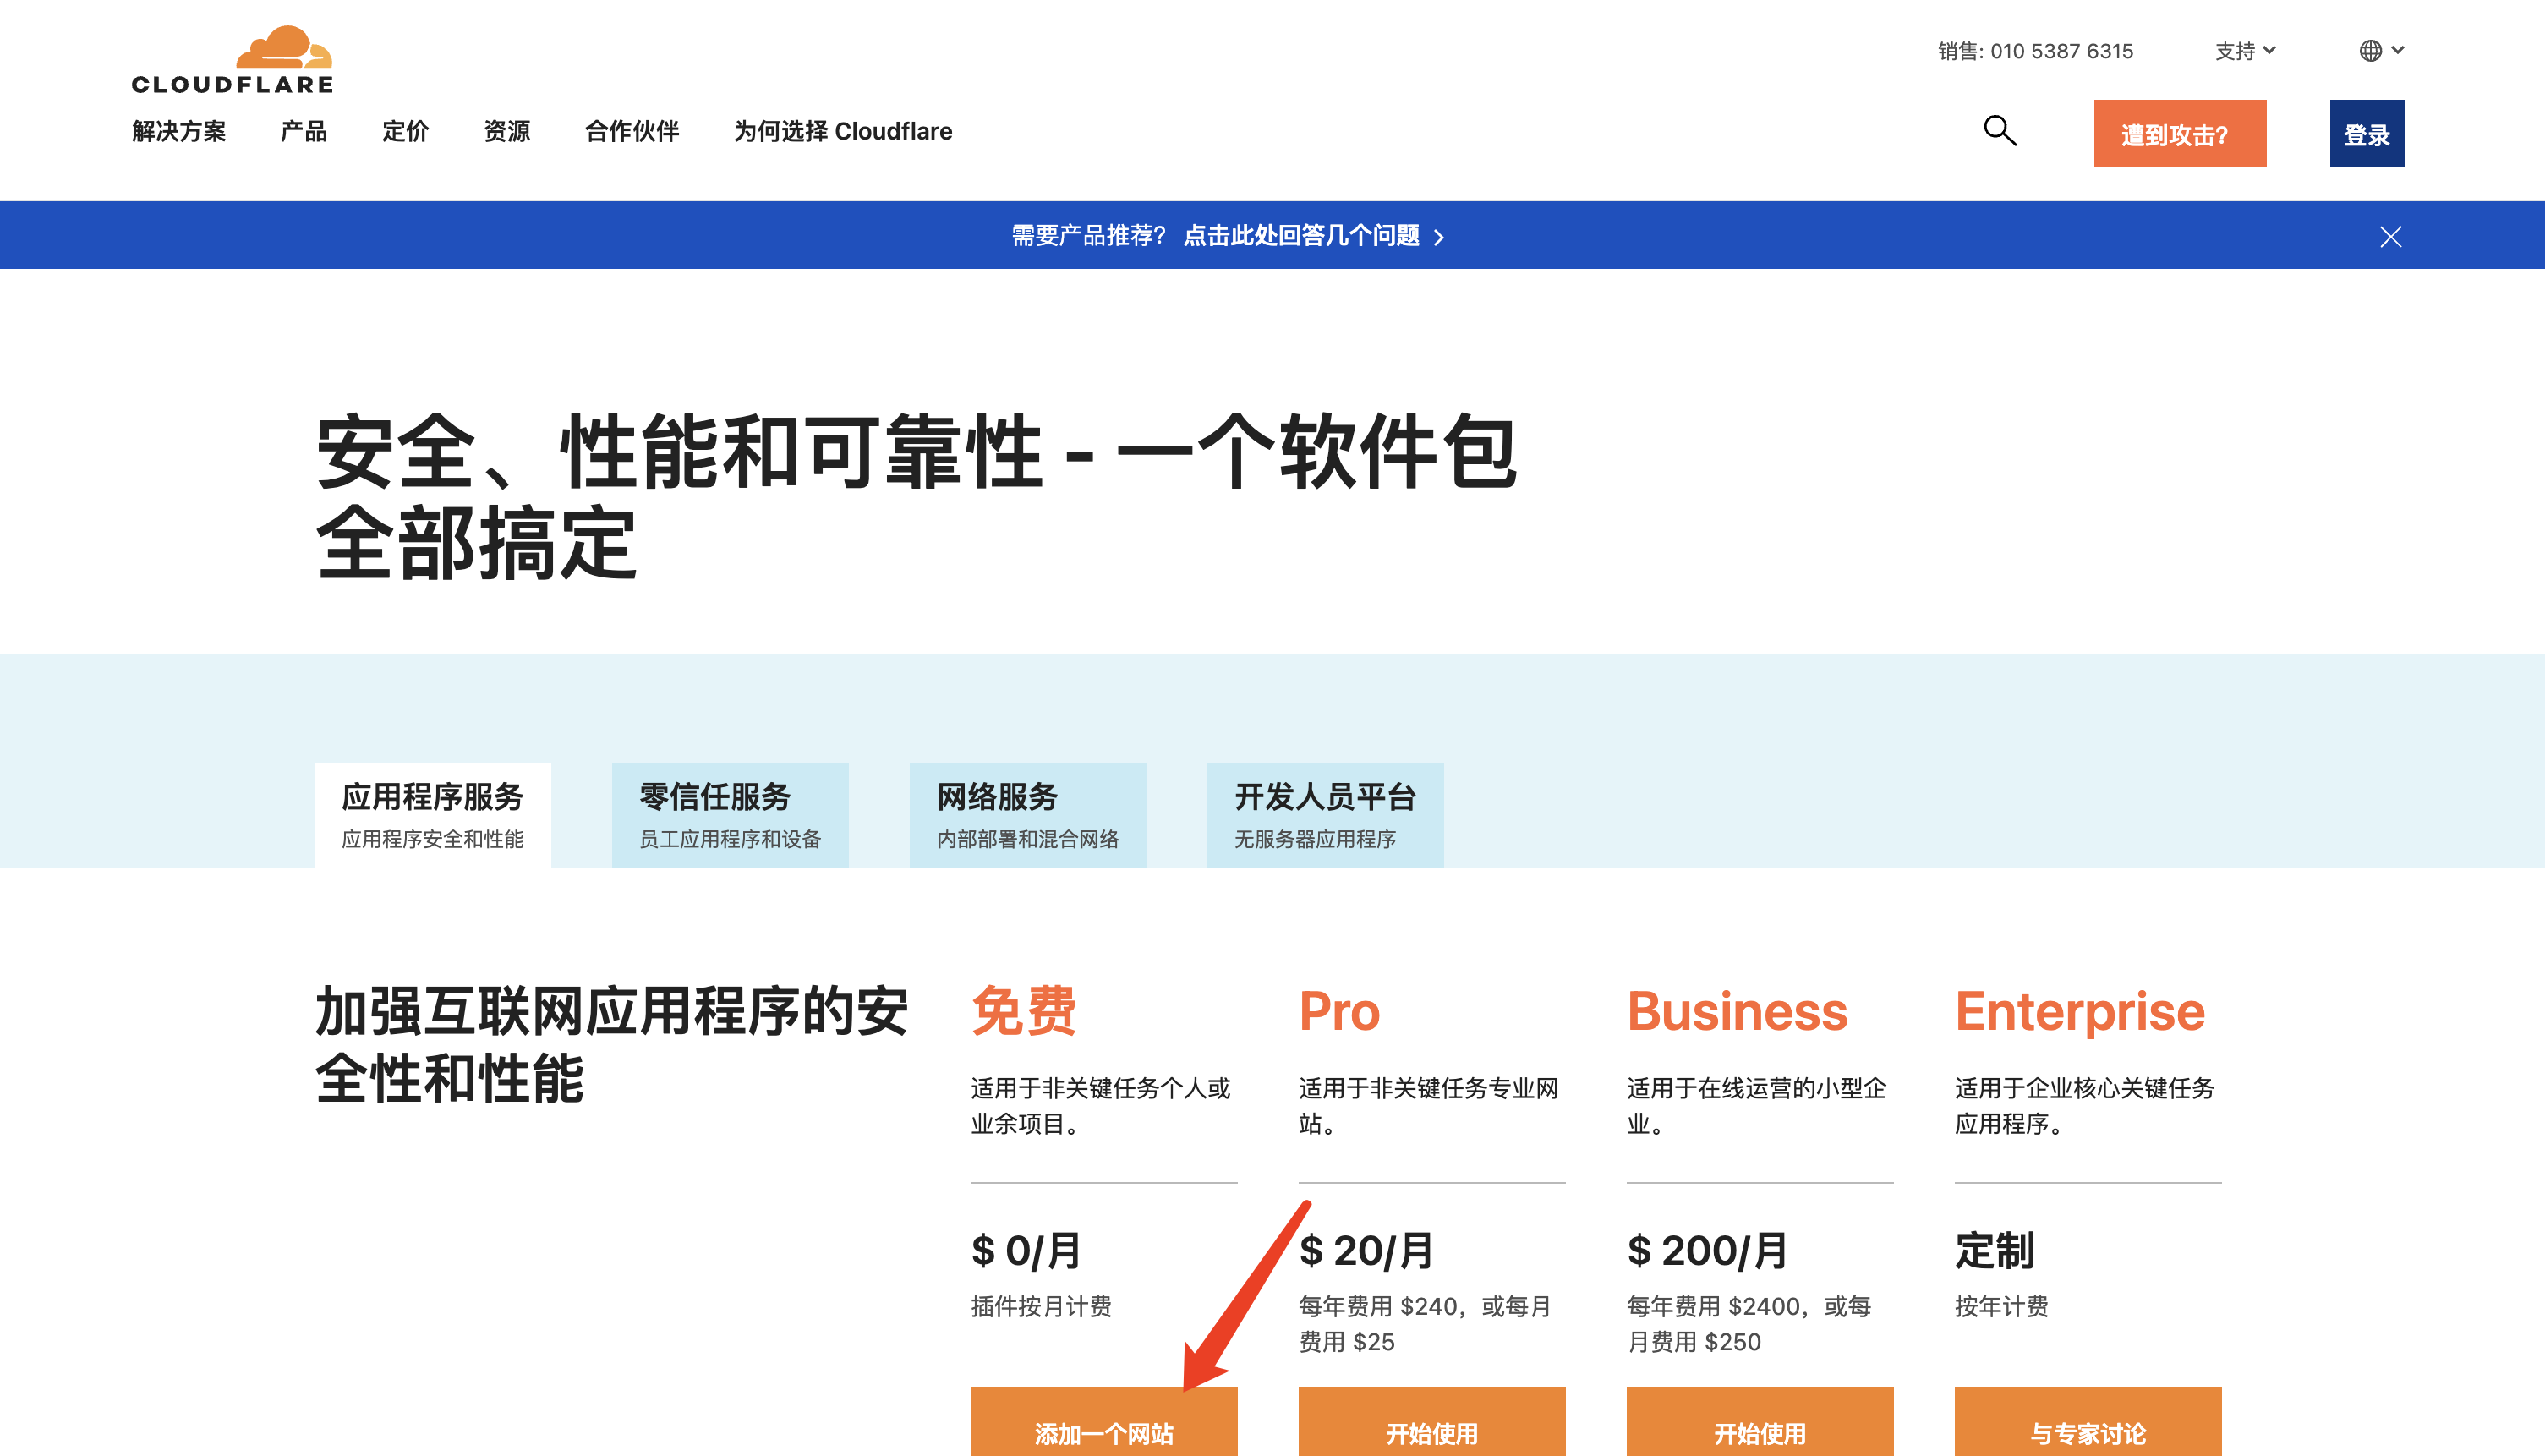 CLOUDFLARE
销售: 010 5387 6315
支持
解决方案
产品
定价
资源
合作伙伴
为何选择 Cloudflare
遭到攻击?
登录
需要产品推荐? 点击此处回答几个问题
安全、性能和可靠性 - 一个软件包
全部搞定
应用程序服务
应用程序安全和性能
零信任服务
员工应用程序和设备
网络服务
内部部署和混合网络
开发人员平台
无服务器应用程序
加强互联网应用程序的安
全性和性能
免费
适用于非关键任务个人或
业余项目。
$ 0/月
插件按月计费
添加一个网站
Pro
适用于非关键任务专业网
站。
$ 20/月
每年费用 $240，或每月
费用 $25
开始使用
Business
适用于在线运营的小型企
业。
$ 200/月
每年费用 $2400，或每
月费用 $250
开始使用
Enterprise
适用于企业核心关键任务
应用程序。
定制
按年计费
与专家讨论